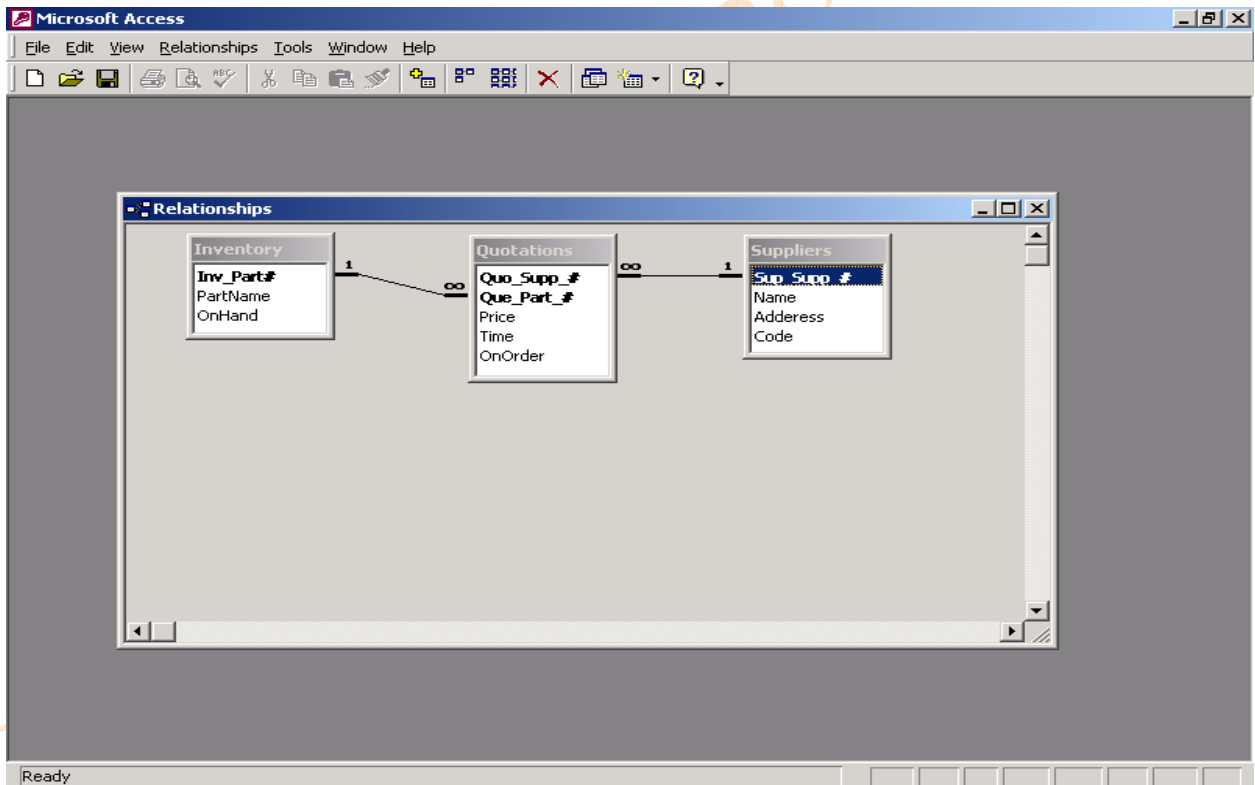 Microsoft Access
File Edit View Relationships Tools Window Help
Relationships
Inventory
Inv_Part#
PartName
OnHand
1
∞
Quotations
Quo_Supp_#
Que_Part_#
Price
Time
OnOrder
∞
1
Suppliers
Sup_Supp_#
Name
Adderess
Code
Ready